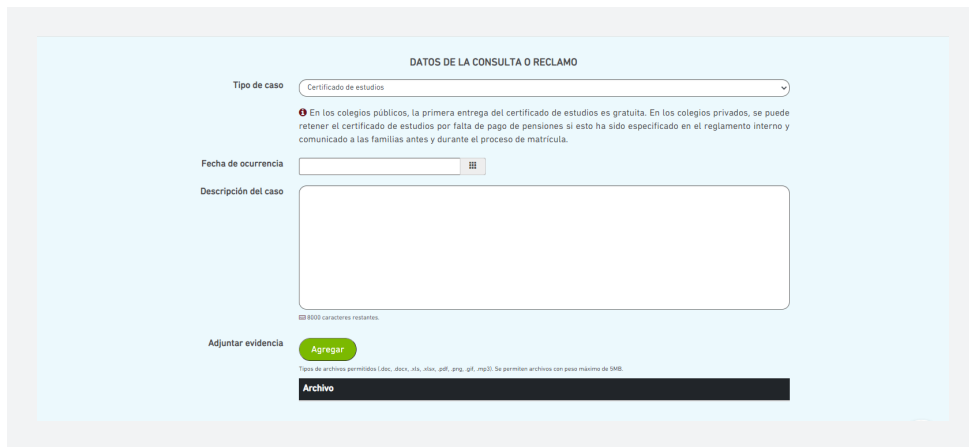 DATOS DE LA CONSULTA O RECLAMO
Tipo de caso
Certificado de estudios
En los colegios públicos, la primera entrega del certificado de estudios es gratuita. En los colegios privados, se puede
retener el certificado de estudios por falta de pago de pensiones si esto ha sido especificado en el reglamento interno y
comunicado a las familias antes y durante el proceso de matrícula.
Fecha de ocurrencia
Descripción del caso
8000 caracteres restantes.
Adjuntar evidencia
Agregar
Tipos de archivos permitidos (.doc, .docx, .xls, .xlsx, .pdf, .png, .gif, .mp3). Se permiten archivos con peso máximo de 5MB.
Archivo